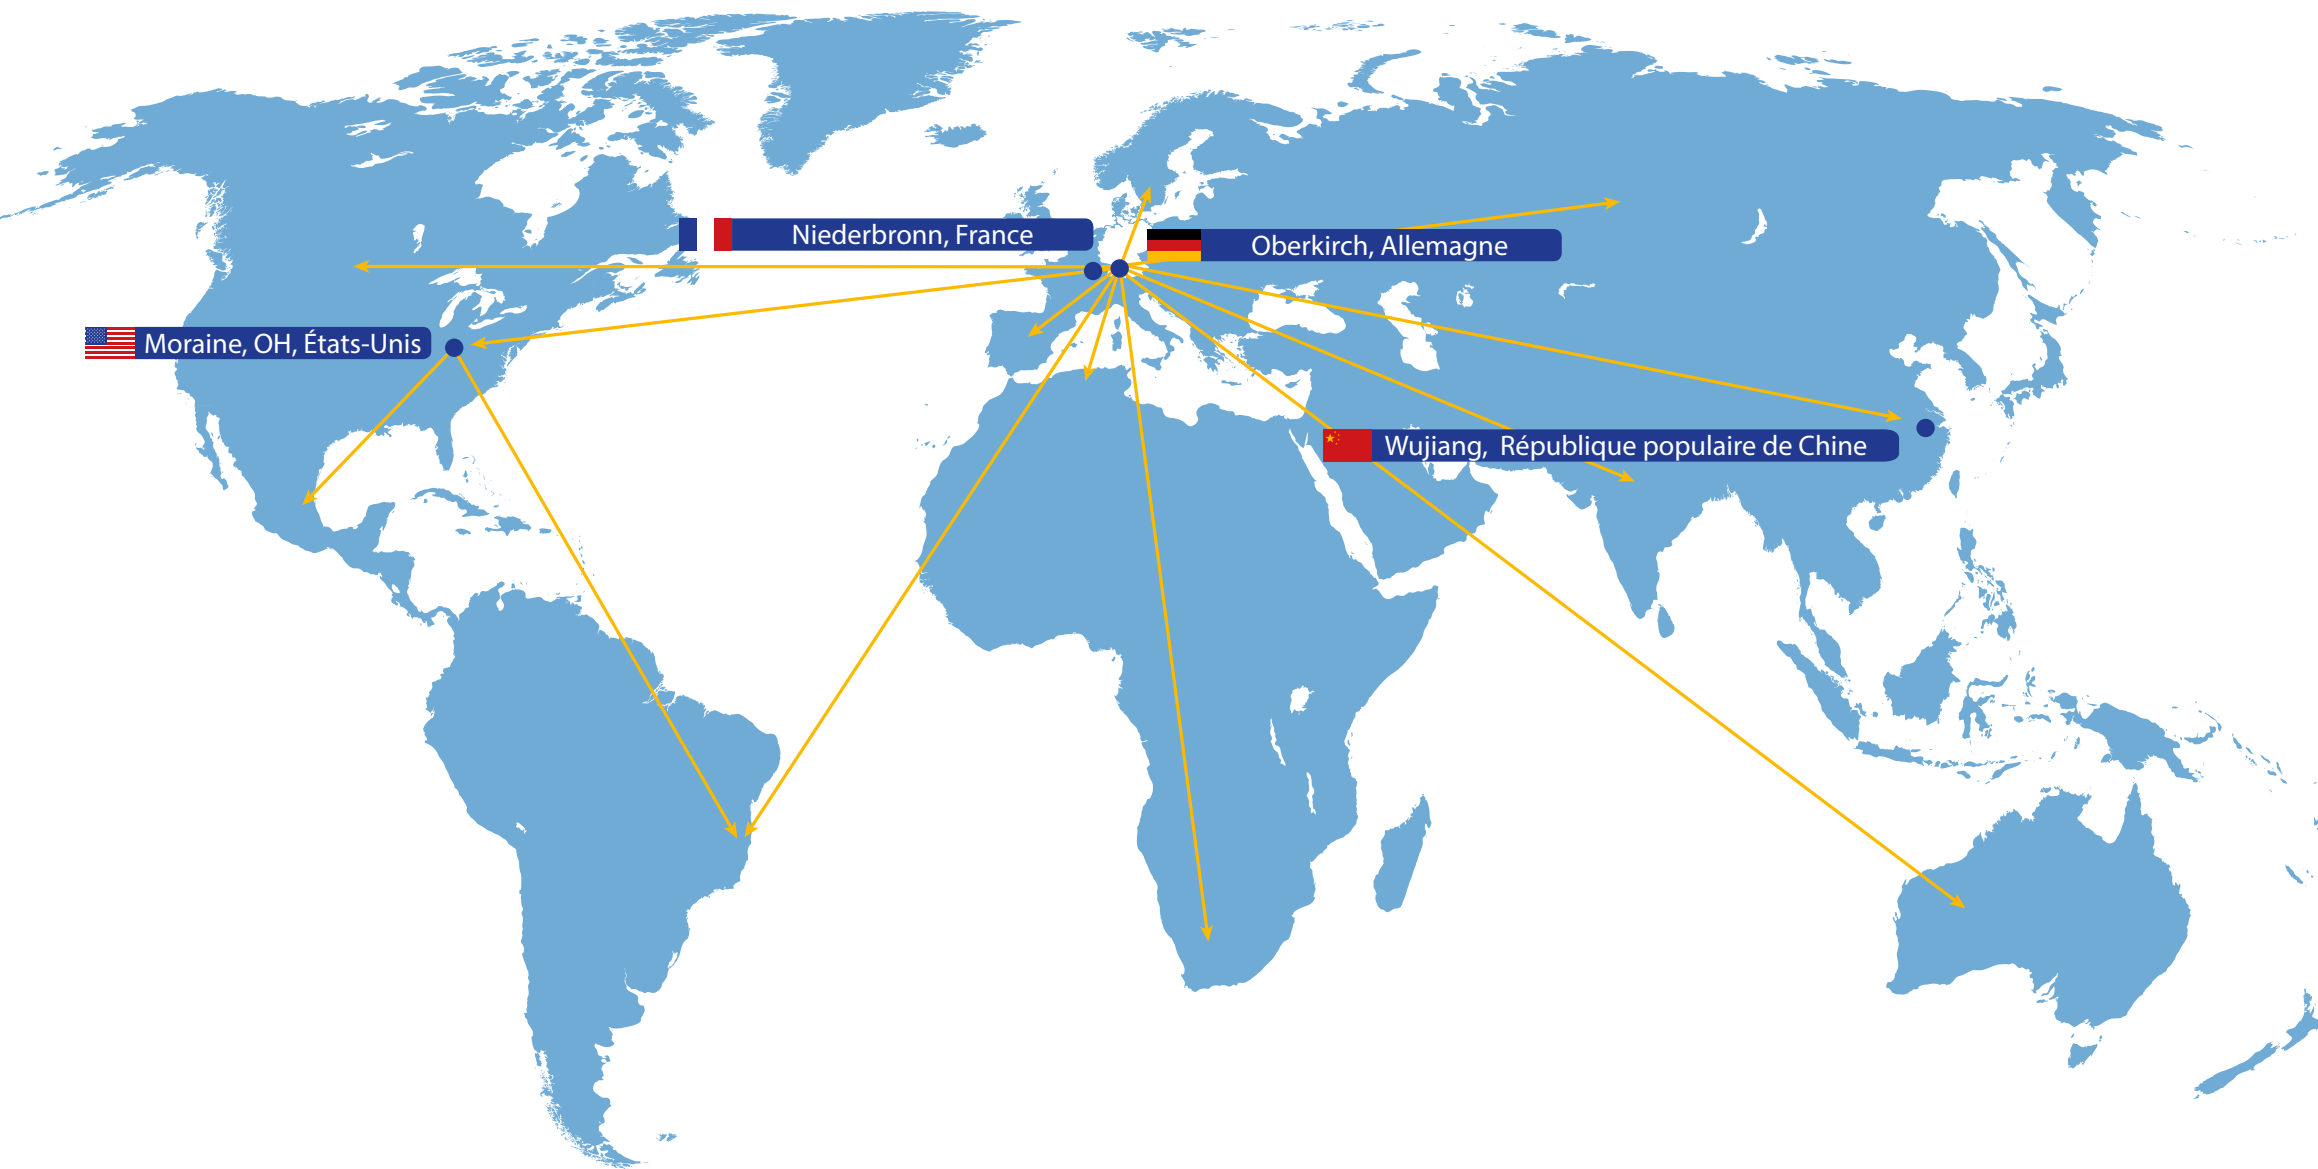 Niederbronn, France
Oberkirch, Allemagne
Moraine, OH, États-Unis
Wujiang, République populaire de Chine